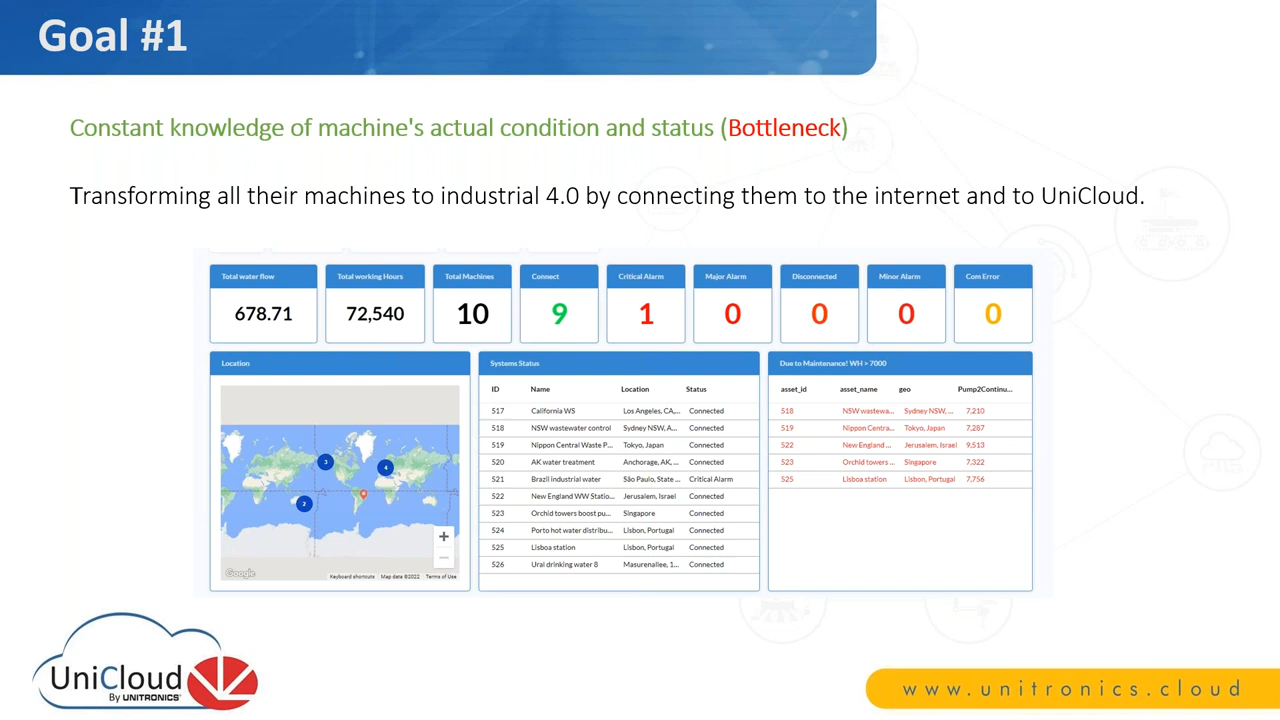 Goal #1
Constant knowledge of machine's actual condition and status (Bottleneck)
Transforming all their machines to industrial 4.0 by connecting them to the internet and to UniCloud.
Total water flow
678.71
Total working Hours
72,540
Total Machines
10
Connect
9
Critical Alarm
1
Major Alarm
0
Disconnected
0
Minor Alarm
0
Com Error
0
Location
3
4
2
+
−
Google
Keyboard shortcuts Map data ©2022 Terms of Use
Systems Status
ID Name Location Status
517 California WS Los Angeles, CA,... Connected
518 NSW wastewater control Sydney NSW, A... Connected
519 Nippon Central Waste P... Tokyo, Japan Connected
520 AK water treatment Anchorage, AK, ... Connected
521 Brazil industrial water São Paulo, State ... Critical Alarm
522 New England WW Statio... Jerusalem, Israel Connected
523 Orchid towers boost pu... Singapore Connected
524 Porto hot water distribu... Lisbon, Portugal Connected
525 Lisboa station Lisbon, Portugal Connected
526 Ural drinking water 8 Masurenallee, 1... Connected
Due to Maintenance! WH > 7000
asset_id asset_name geo Pump2Continu...
518 NSW wastewa... Sydney NSW, ... 7,210
519 Nippon Centra... Tokyo, Japan 7,287
522 New England ... Jerusalem, Israel 9,513
523 Orchid towers ... Singapore 7,322
525 Lisboa station Lisbon, Portugal 7,756
UniCloud
By UNITRONICS®
www.unitronics.cloud